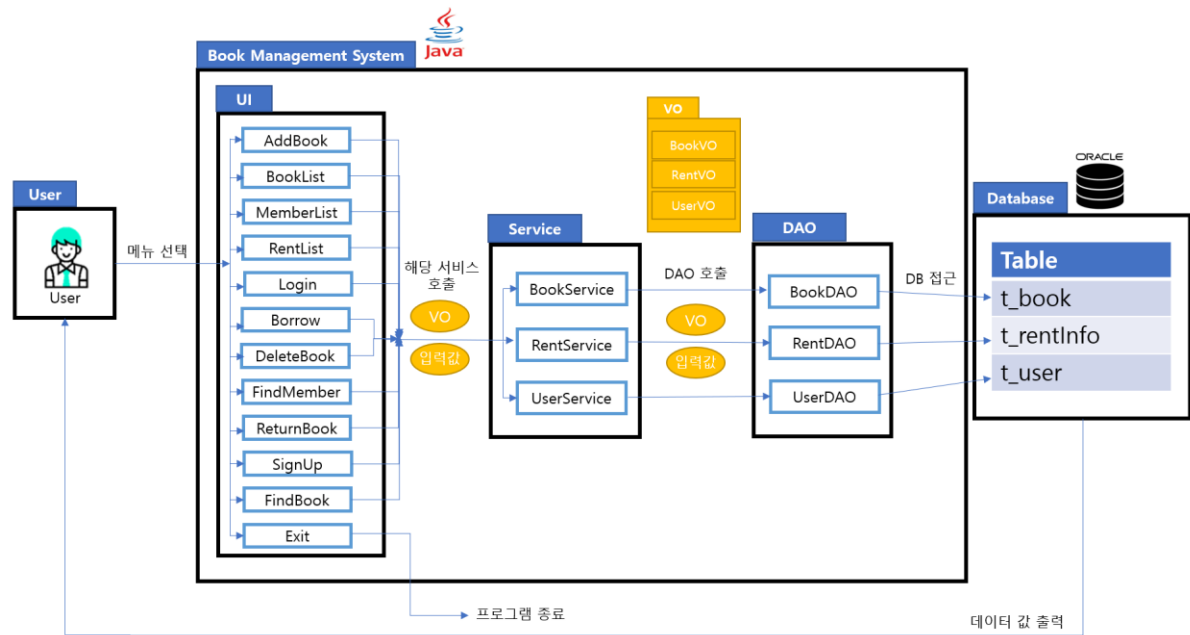 Java
Book Management System
UI
AddBook
BookList
MemberList
RentList
Login
Borrow
DeleteBook
FindMember
ReturnBook
SignUp
FindBook
Exit
User
User
메뉴 선택
해당 서비스
호출
VO
입력값
Service
BookService
RentService
UserService
VO
BookVO
RentVO
UserVO
DAO 호출
VO
입력값
DAO
BookDAO
RentDAO
UserDAO
DB 접근
ORACLE
Database
Table
t_book
t_rentInfo
t_user
프로그램 종료
데이터 값 출력